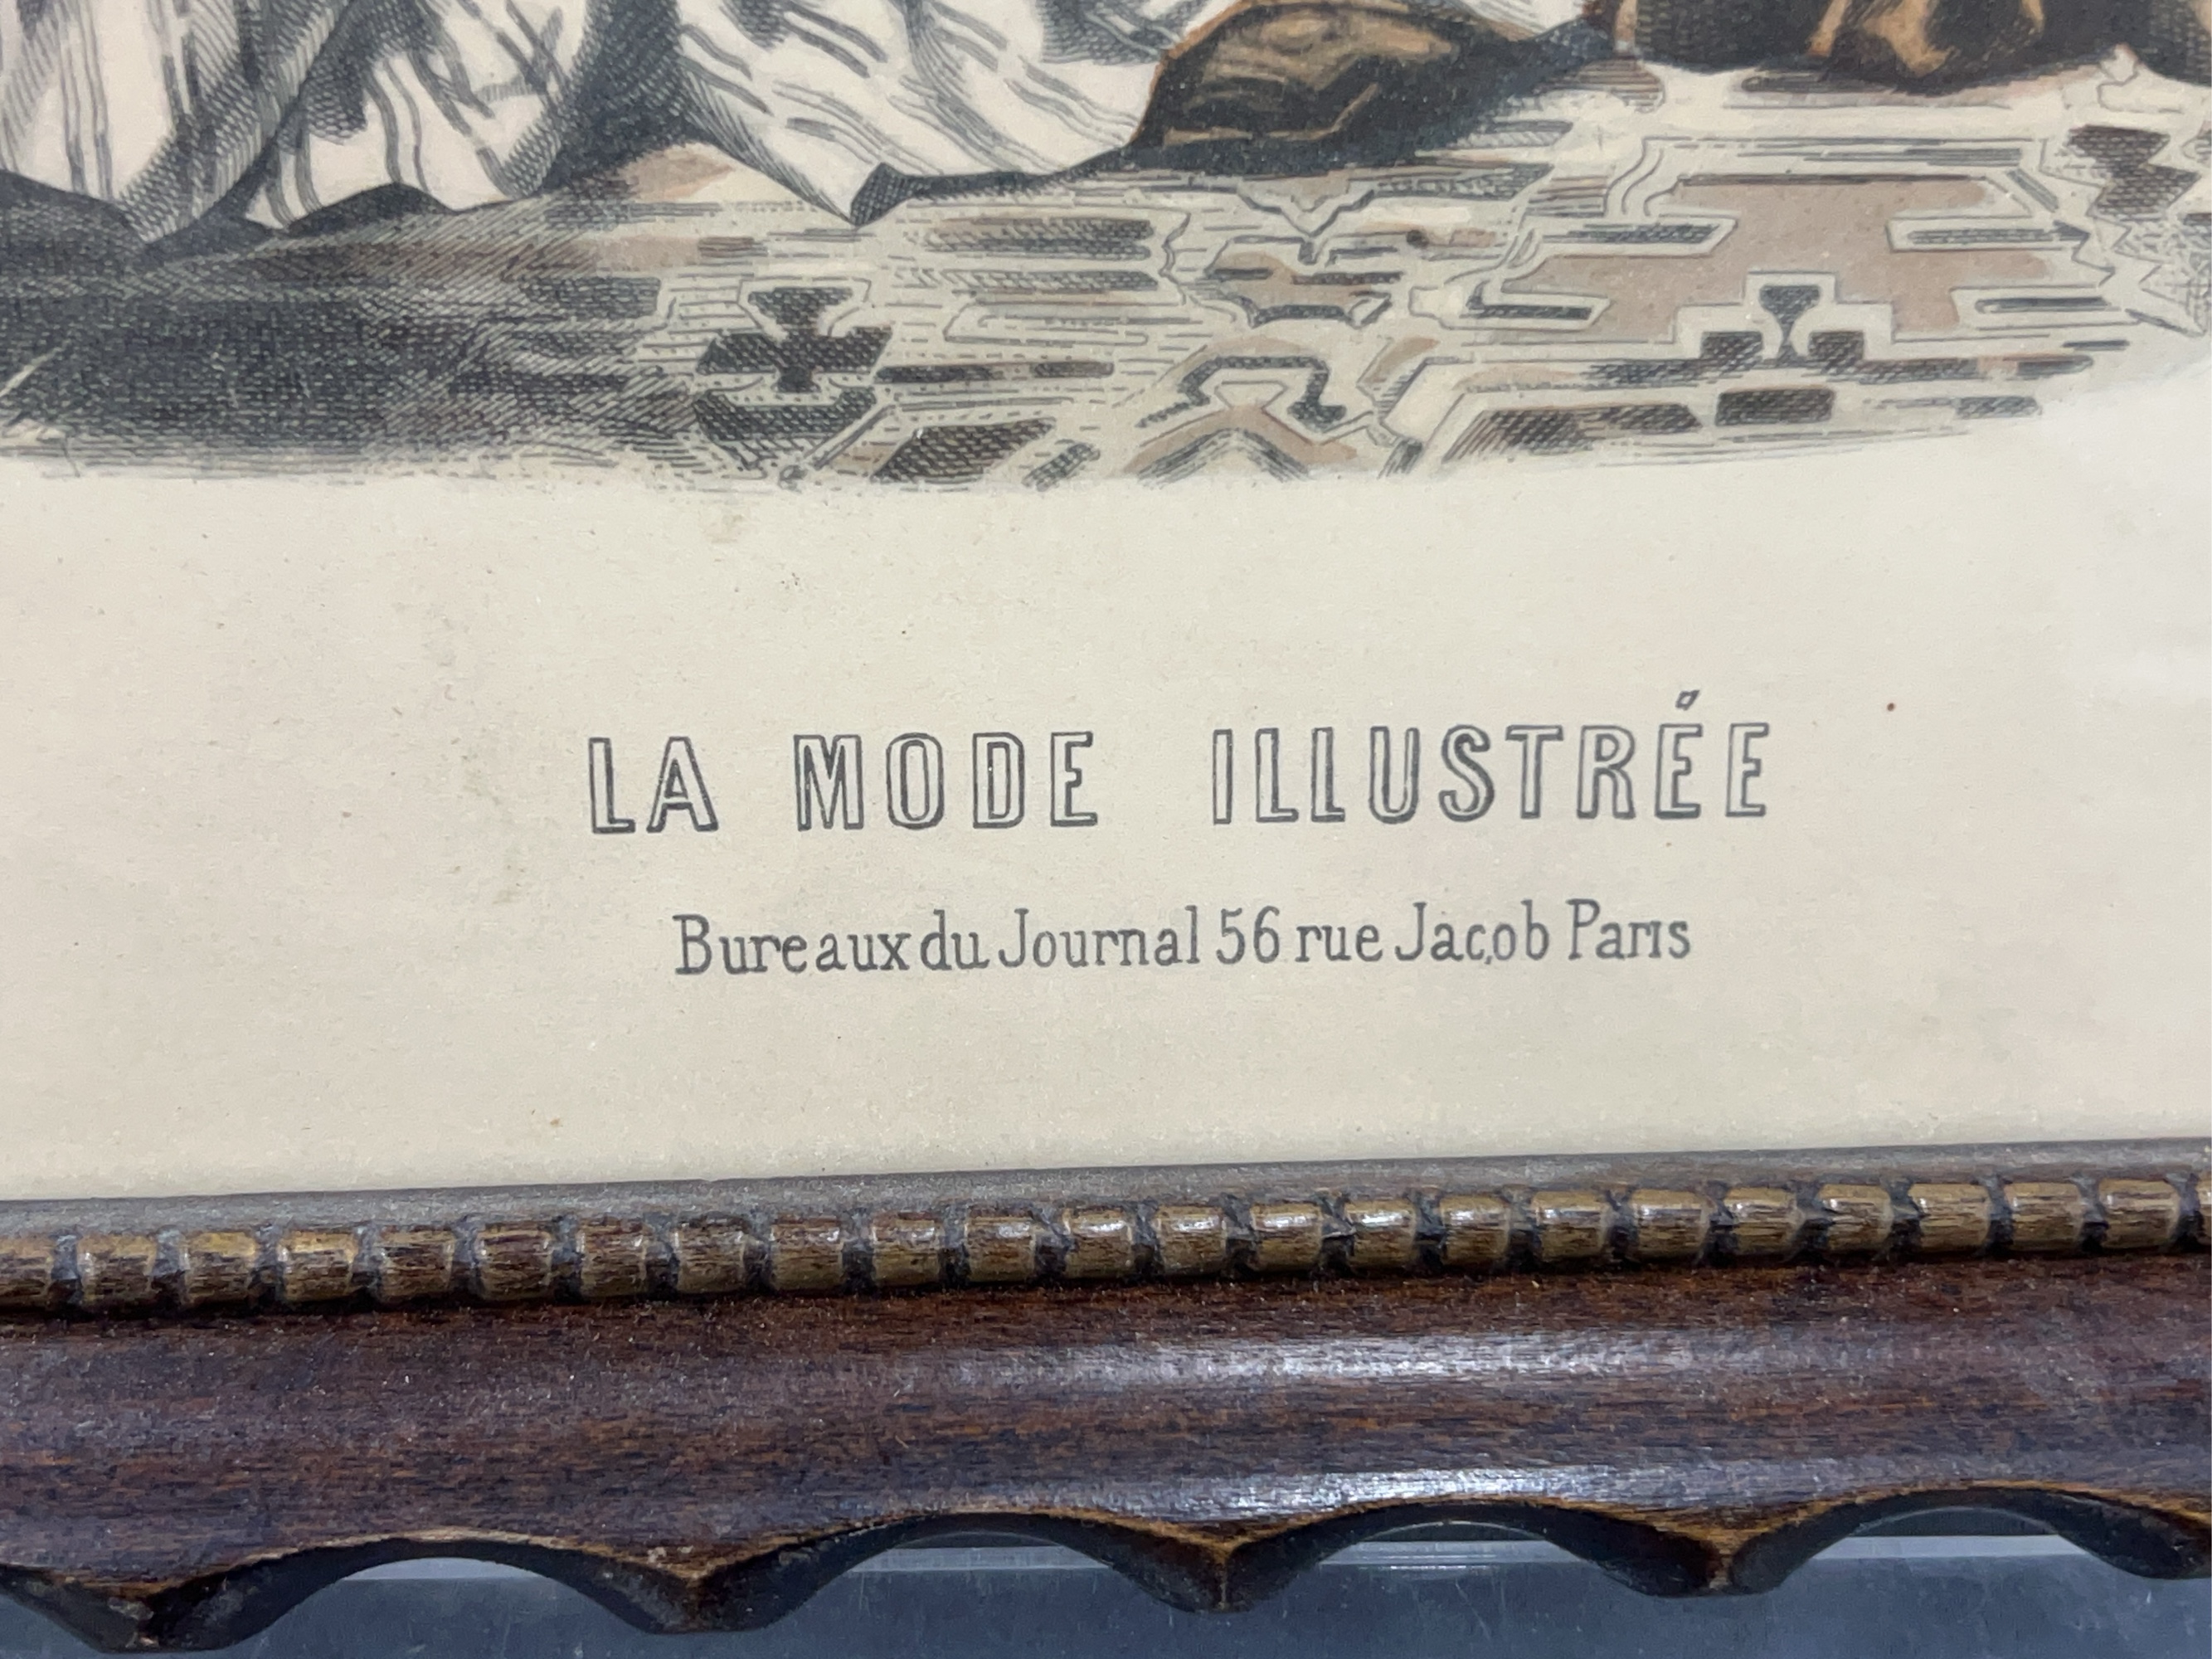 LA MODE ILLUSTRÉE
Bureaux du Journal 56 rue Jacob Paris